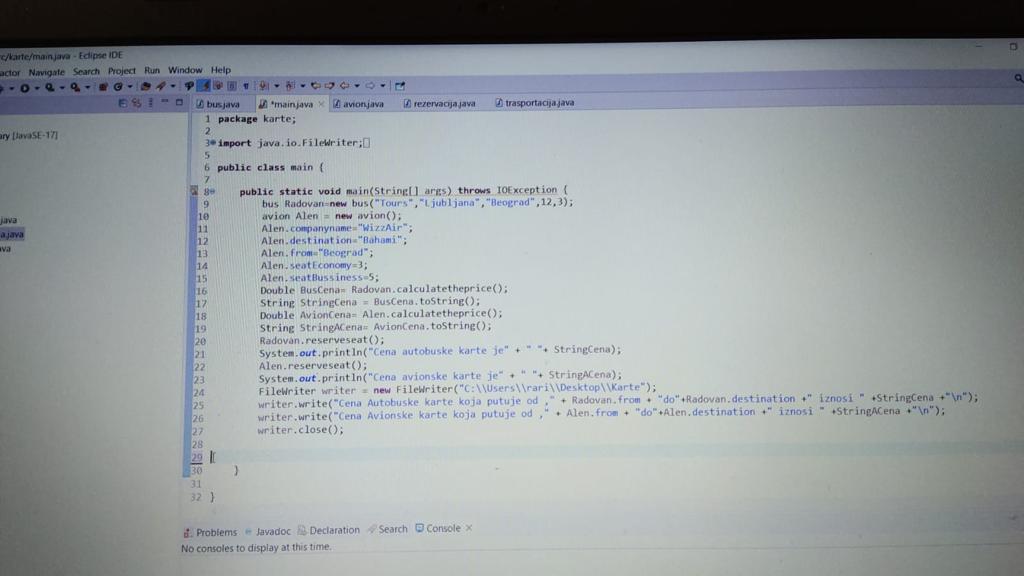 c/karte/main.java - Eclipse IDE
actor Navigate Search Project Run Window Help
bus.java *main.java avion.java rezervacija.java trasportacija.java
ary [JavaSE-17]
java
a.java
va
1 package karte;
2
3 import java.io.FileWriter;
5
6 public class main {
7
8 public static void main(String[] args) throws IOException {
9 bus Radovan=new bus("Tours","Ljubljana","Beograd",12,3);
10 avion Alen = new avion();
11 Alen.companyname="WizzAir";
12 Alen.destination="Bahami";
13 Alen.from="Beograd";
14 Alen.seatEconomy=3;
15 Alen.seatBussiness=5;
16 Double BusCena= Radovan.calculatetheprice();
17 String StringCena = BusCena.toString();
18 Double AvionCena= Alen.calculatetheprice();
19 String StringACena= AvionCena.toString();
20 Radovan.reserveseat();
21 System.out.println("Cena autobuske karte je" + " "+ StringCena);
22 Alen.reserveseat();
23 System.out.println("Cena avionske karte je" + " "+ StringACena);
24 FileWriter writer = new FileWriter("C:\\Users\\rari\\Desktop\\Karte");
25 writer.write("Cena Autobuske karte koja putuje od ," + Radovan.from + "do"+Radovan.destination +" iznosi " +StringCena +"\n");
26 writer.write("Cena Avionske karte koja putuje od ," + Alen.from + "do"+Alen.destination +" iznosi " +StringACena +"\n");
27 writer.close();
28
29
30 }
31
32 }
Problems Javadoc Declaration Search Console
No consoles to display at this time.